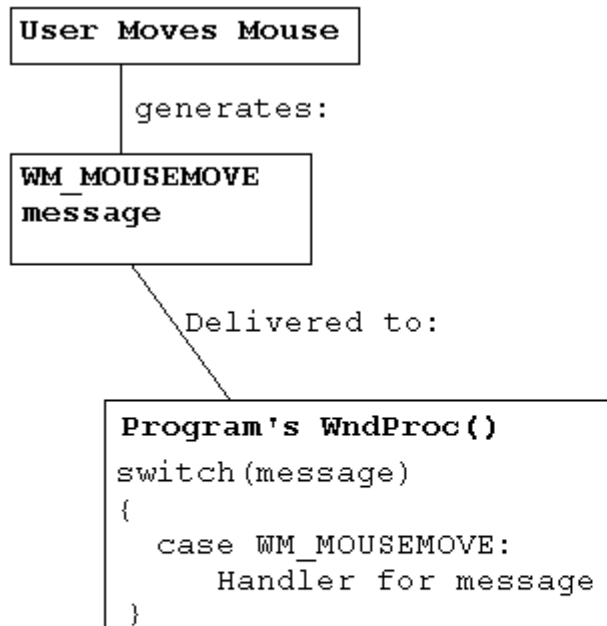 User Moves Mouse
generates:
WM_MOUSEMOVE
message
Delivered to:
Program's WndProc()
switch(message)
{
case WM_MOUSEMOVE:
Handler for message
}